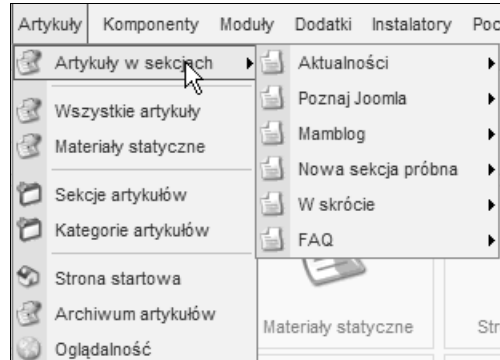 Artykuły Komponenty Moduły Dodatki Instalatory
Artykuły w sekcjach
Wszystkie artykuły
Materiały statyczne
Sekcje artykułów
Kategorie artykułów
Strona startowa
Archiwum artykułów
Oglądalność
Aktualności
Poznaj Joomla
Mamblog
Nowa sekcja próbna
W skrócie
FAQ
Materiały statyczne